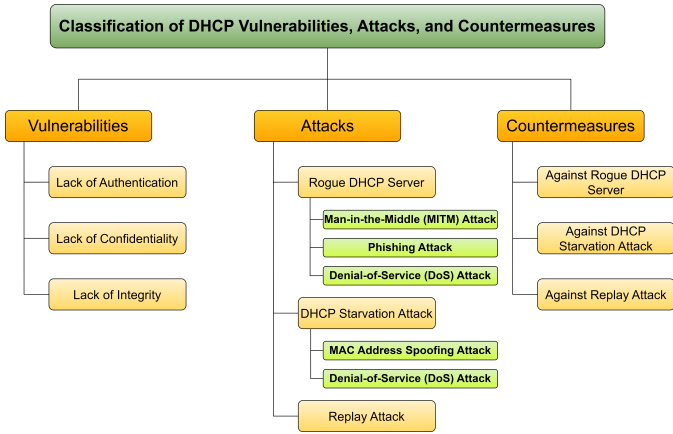 Classification of DHCP Vulnerabilities, Attacks, and Countermeasures
Vulnerabilities
Lack of Authentication
Lack of Confidentiality
Lack of Integrity
Attacks
Rogue DHCP Server
Man-in-the-Middle (MITM) Attack
Phishing Attack
Denial-of-Service (DoS) Attack
DHCP Starvation Attack
MAC Address Spoofing Attack
Denial-of-Service (DoS) Attack
Replay Attack
Countermeasures
Against Rogue DHCP
Server
Against DHCP
Starvation Attack
Against Replay Attack